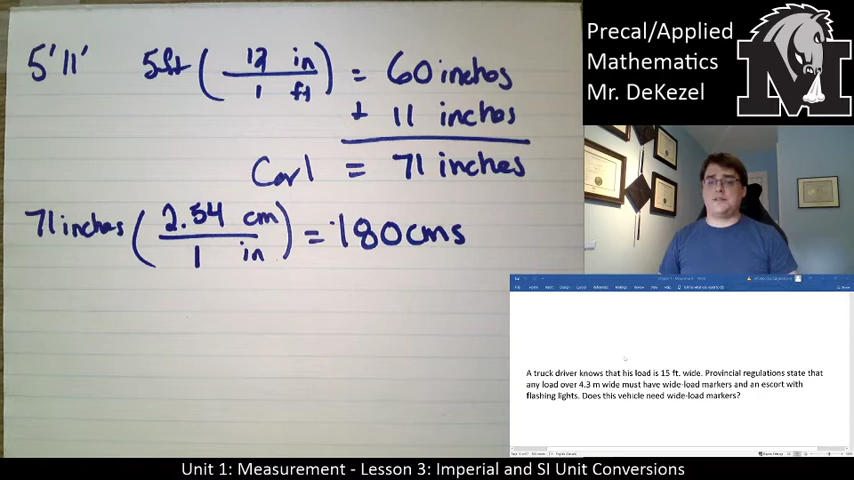 5'11' 5ft ( 12 in / 1 ft ) = 60 inches
+ 11 inches
Carl = 71 inches
71 inches ( 2.54 cm / 1 in ) = 180cms
Precal/Applied
Mathematics
Mr. DeKezel
M
A truck driver knows that his load is 15 ft. wide. Provincial regulations state that
any load over 4.3 m wide must have wide-load markers and an escort with
flashing lights. Does this vehicle need wide-load markers?
Unit 1: Measurement - Lesson 3: Imperial and SI Unit Conversions